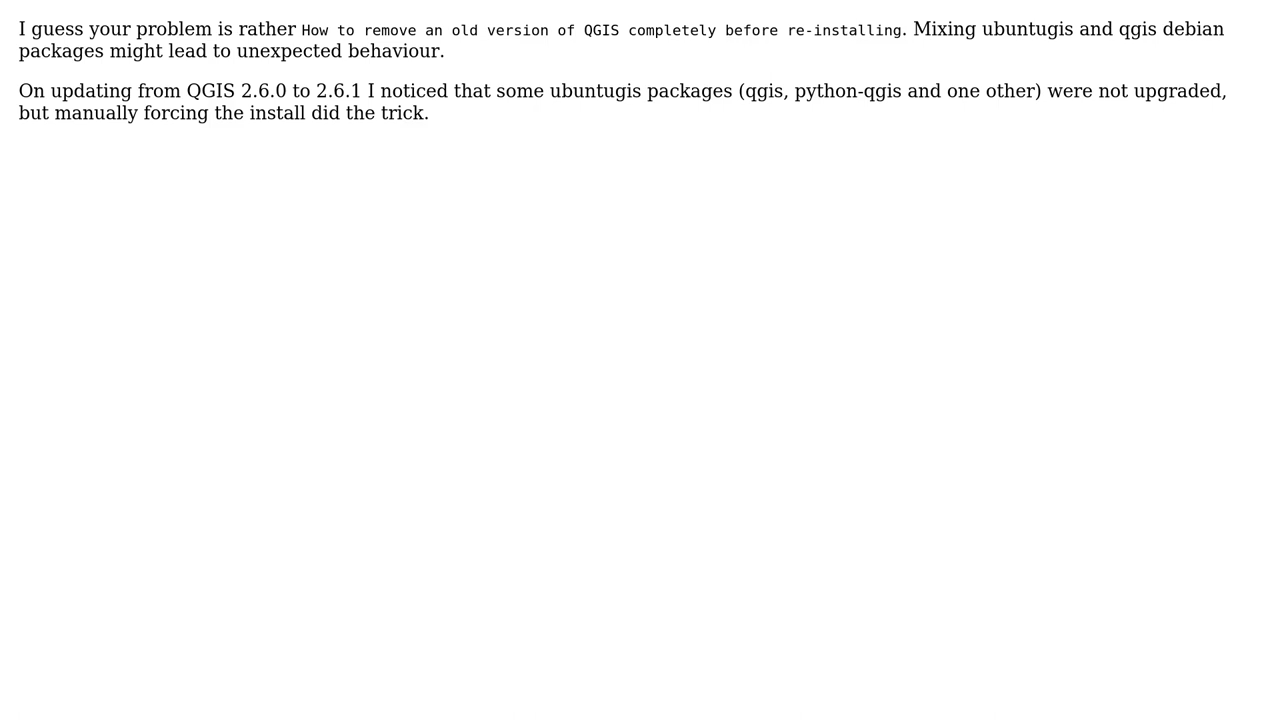 I guess your problem is rather How to remove an old version of QGIS completely before re-installing. Mixing ubuntugis and qgis debian
packages might lead to unexpected behaviour.
On updating from QGIS 2.6.0 to 2.6.1 I noticed that some ubuntugis packages (qgis, python-qgis and one other) were not upgraded,
but manually forcing the install did the trick.